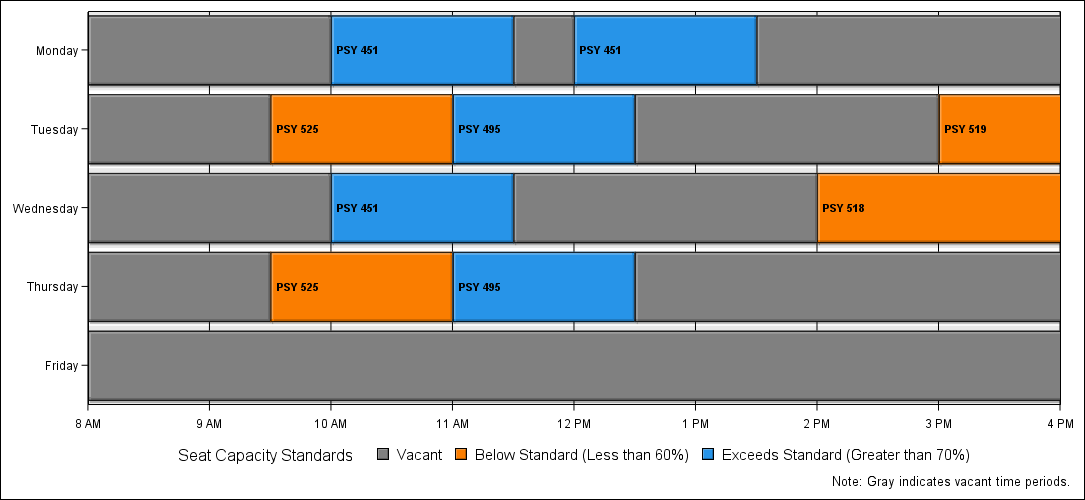 Monday
PSY 451
PSY 451
Tuesday
PSY 525
PSY 495
PSY 519
Wednesday
PSY 451
PSY 518
Thursday
PSY 525
PSY 495
Friday
8 AM
9 AM
10 AM
11 AM
12 PM
1 PM
2 PM
3 PM
4 PM
Seat Capacity Standards
Vacant
Below Standard (Less than 60%)
Exceeds Standard (Greater than 70%)
Note: Gray indicates vacant time periods.